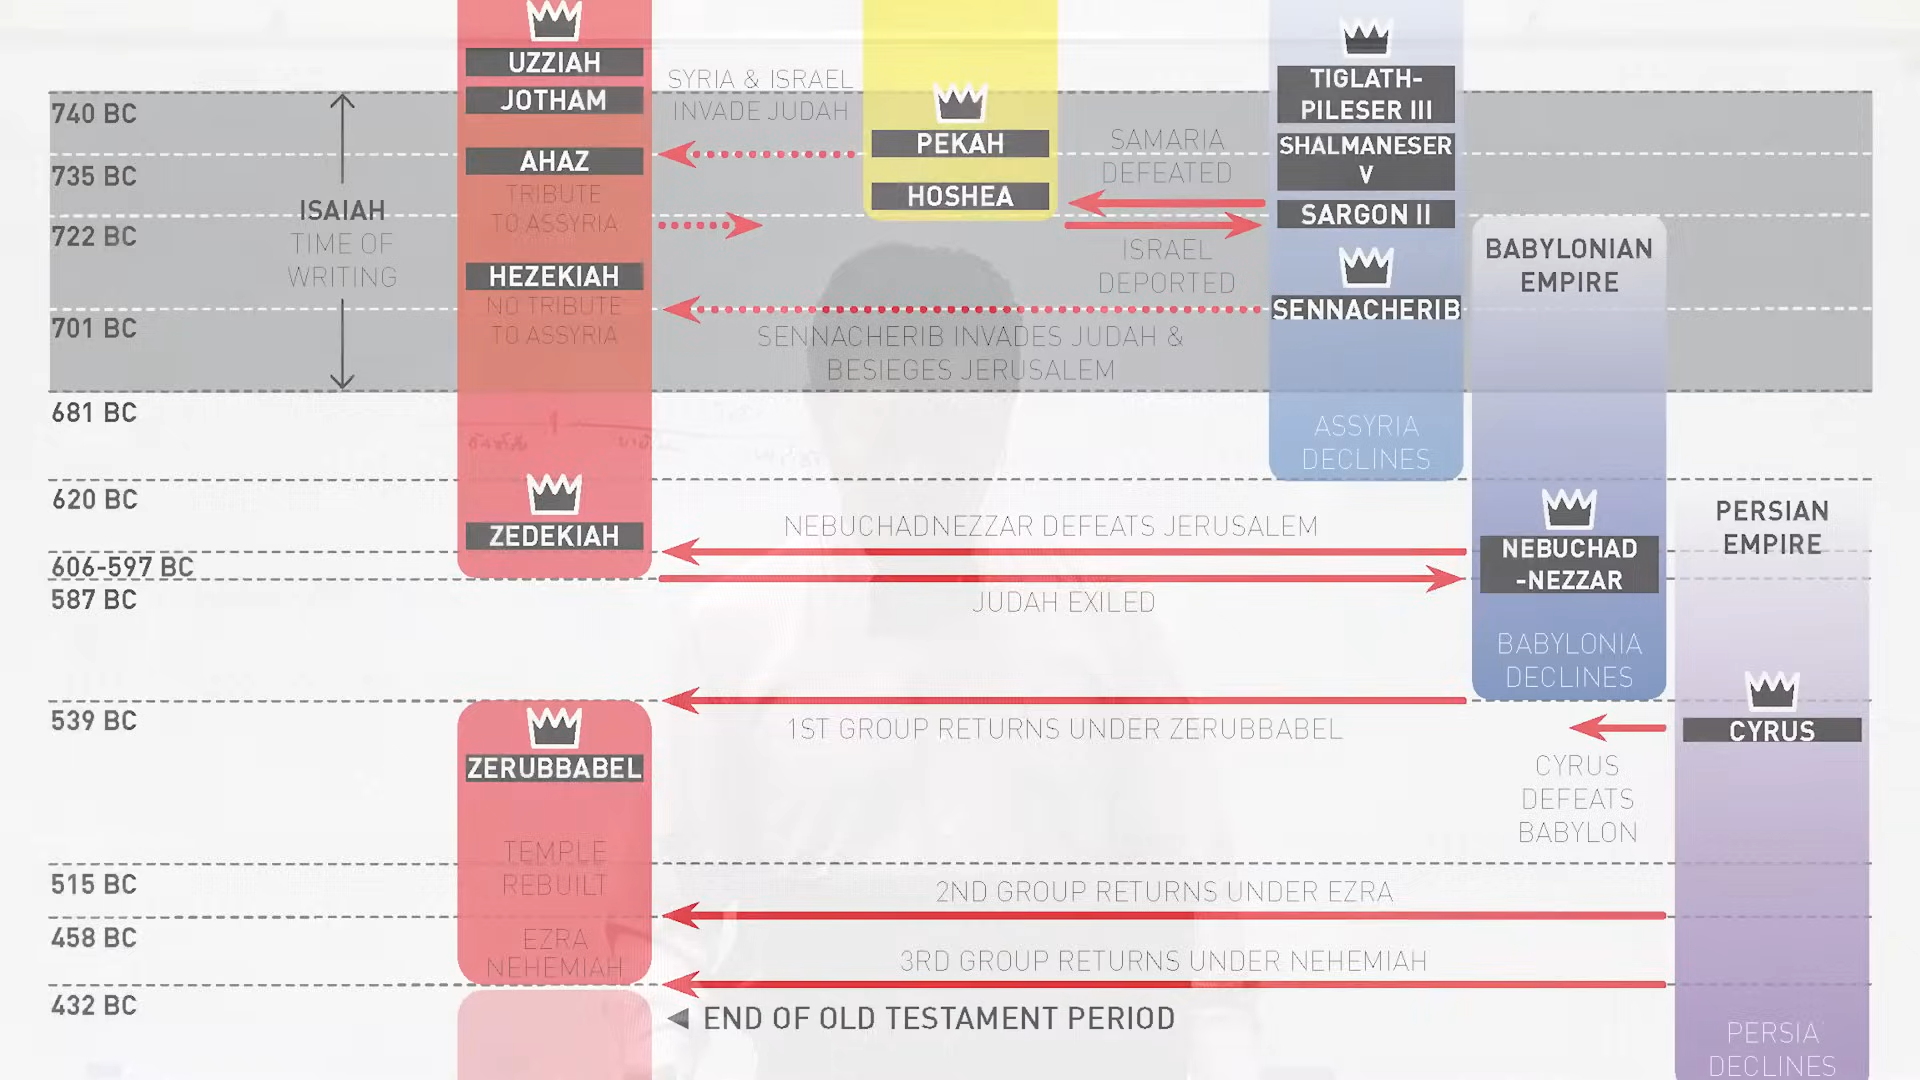 UZZIAH
JOTHAM
SYRIA & ISRAEL
INVADE JUDAH
TIGLATH-
PILESER III
740 BC
PEKAH
SAMARIA
DEFEATED
SHALMANESER
V
AHAZ
735 BC
TRIBUTE
TO ASSYRIA
HOSHEA
SARGON II
ISAIAH
TIME OF
WRITING
722 BC
ISRAEL
DEPORTED
BABYLONIAN
EMPIRE
HEZEKIAH
NO TRIBUTE
TO ASSYRIA
SENNACHERIB
701 BC
SENNACHERIB INVADES JUDAH &
BESIEGES JERUSALEM
681 BC
ASSYRIA
DECLINES
620 BC
ZEDEKIAH
NEBUCHADNEZZAR DEFEATS JERUSALEM
NEBUCHAD
-NEZZAR
PERSIAN
EMPIRE
606-597 BC
587 BC
JUDAH EXILED
BABYLONIA
DECLINES
539 BC
1ST GROUP RETURNS UNDER ZERUBBABEL
CYRUS
ZERUBBABEL
CYRUS
DEFEATS
BABYLON
TEMPLE
REBUILT
515 BC
2ND GROUP RETURNS UNDER EZRA
458 BC
EZRA
NEHEMIAH
3RD GROUP RETURNS UNDER NEHEMIAH
432 BC
END OF OLD TESTAMENT PERIOD
PERSIA
DECLINES